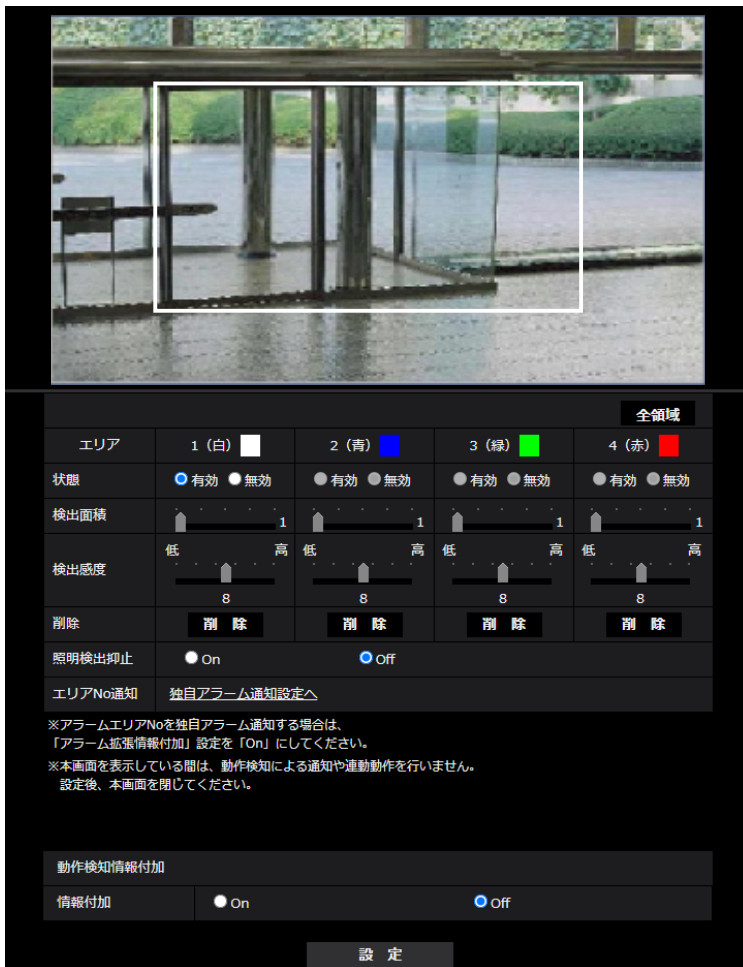 全領域
エリア 1（白） 2（青） 3（緑） 4（赤）
状態 有効 無効 有効 無効 有効 無効 有効 無効
検出面積 1 1 1 1
検出感度 低 高 低 高 低 高 低 高
8 8 8 8
削除 削 除 削 除 削 除 削 除
照明検出抑止 On Off
エリアNo通知 独自アラーム通知設定へ
※アラームエリアNoを独自アラーム通知する場合は、
「アラーム拡張情報付加」設定を「On」にしてください。
※本画面を表示している間は、動作検知による通知や連動動作を行いません。
設定後、本画面を閉じてください。
動作検知情報付加
情報付加 On Off
設 定